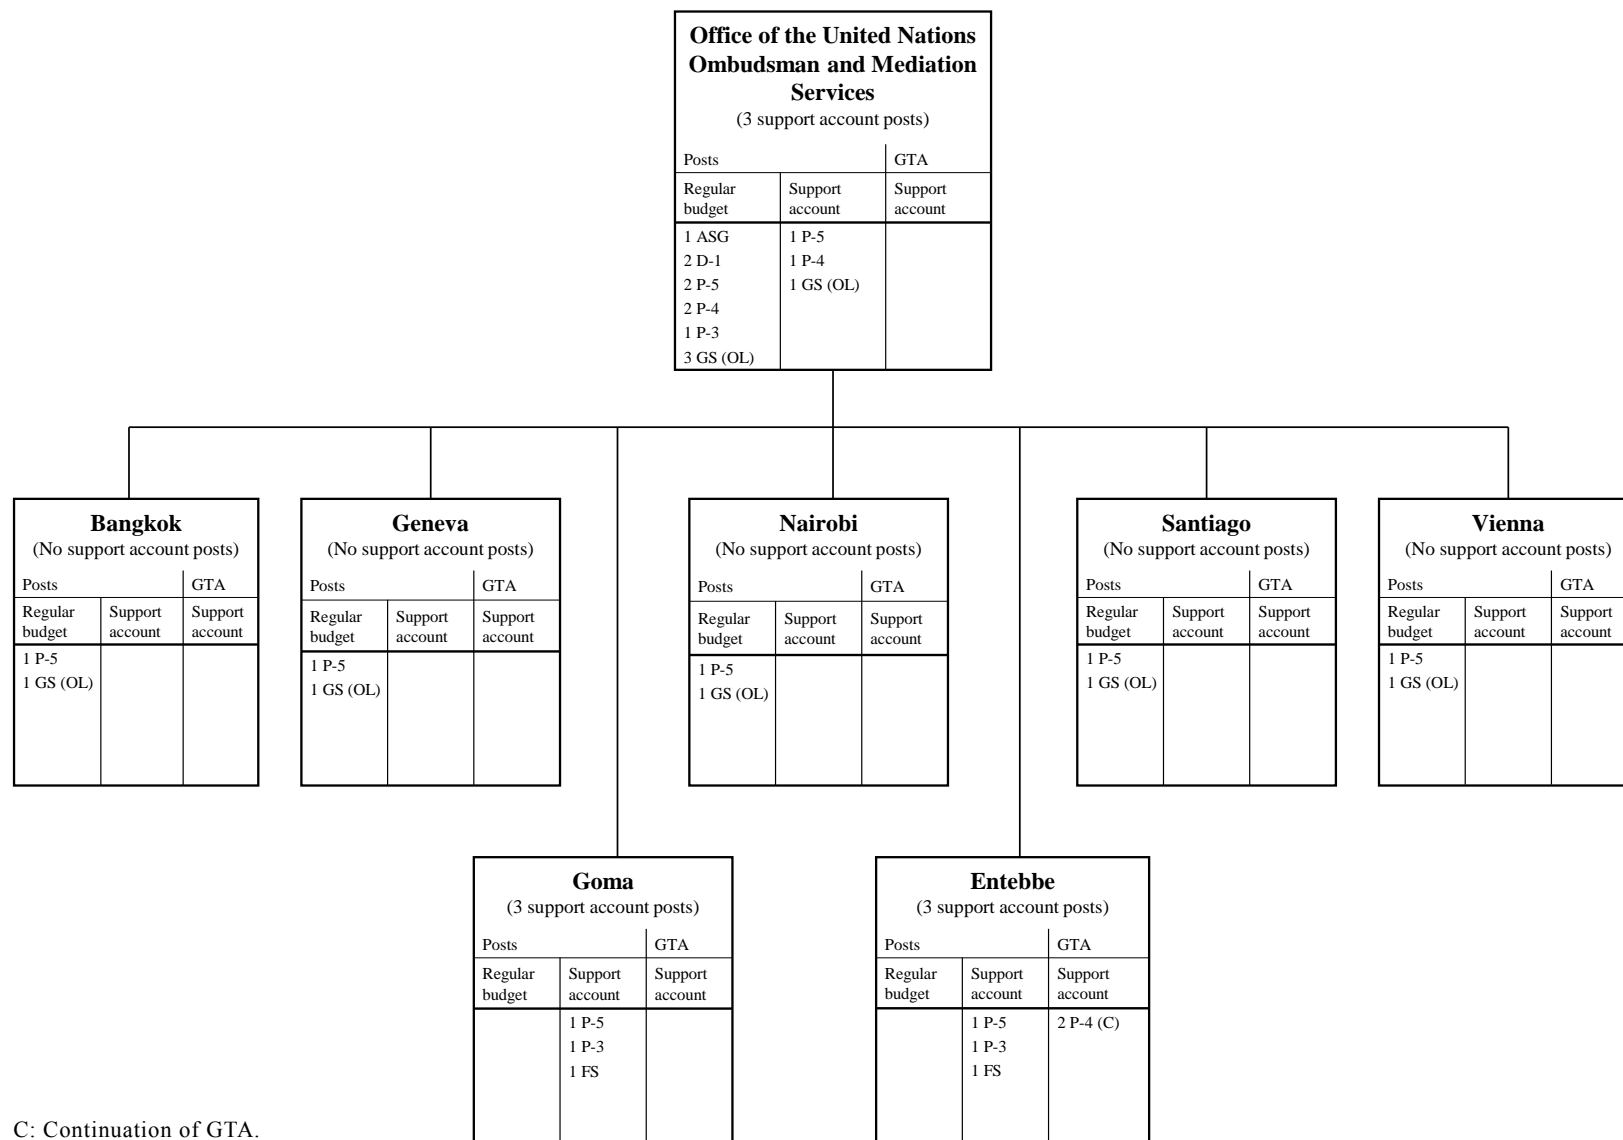 Office of the United Nations
Ombudsman and Mediation
Services
(3 support account posts)
Posts GTA
Regular budget Support account Support account
1 ASG 1 P-5
2 D-1 1 P-4
2 P-5 1 GS (OL)
2 P-4
1 P-3
3 GS (OL)
Bangkok
(No support account posts)
Posts GTA
Regular budget Support account Support account
1 P-5
1 GS (OL)
Geneva
(No support account posts)
Posts GTA
Regular budget Support account Support account
1 P-5
1 GS (OL)
Nairobi
(No support account posts)
Posts GTA
Regular budget Support account Support account
1 P-5
1 GS (OL)
Santiago
(No support account posts)
Posts GTA
Regular budget Support account Support account
1 P-5
1 GS (OL)
Vienna
(No support account posts)
Posts GTA
Regular budget Support account Support account
1 P-5
1 GS (OL)
Goma
(3 support account posts)
Posts GTA
Regular budget Support account Support account
1 P-5
1 P-3
1 FS
Entebbe
(3 support account posts)
Posts GTA
Regular budget Support account Support account
1 P-5 2 P-4 (C)
1 P-3
1 FS
C: Continuation of GTA.